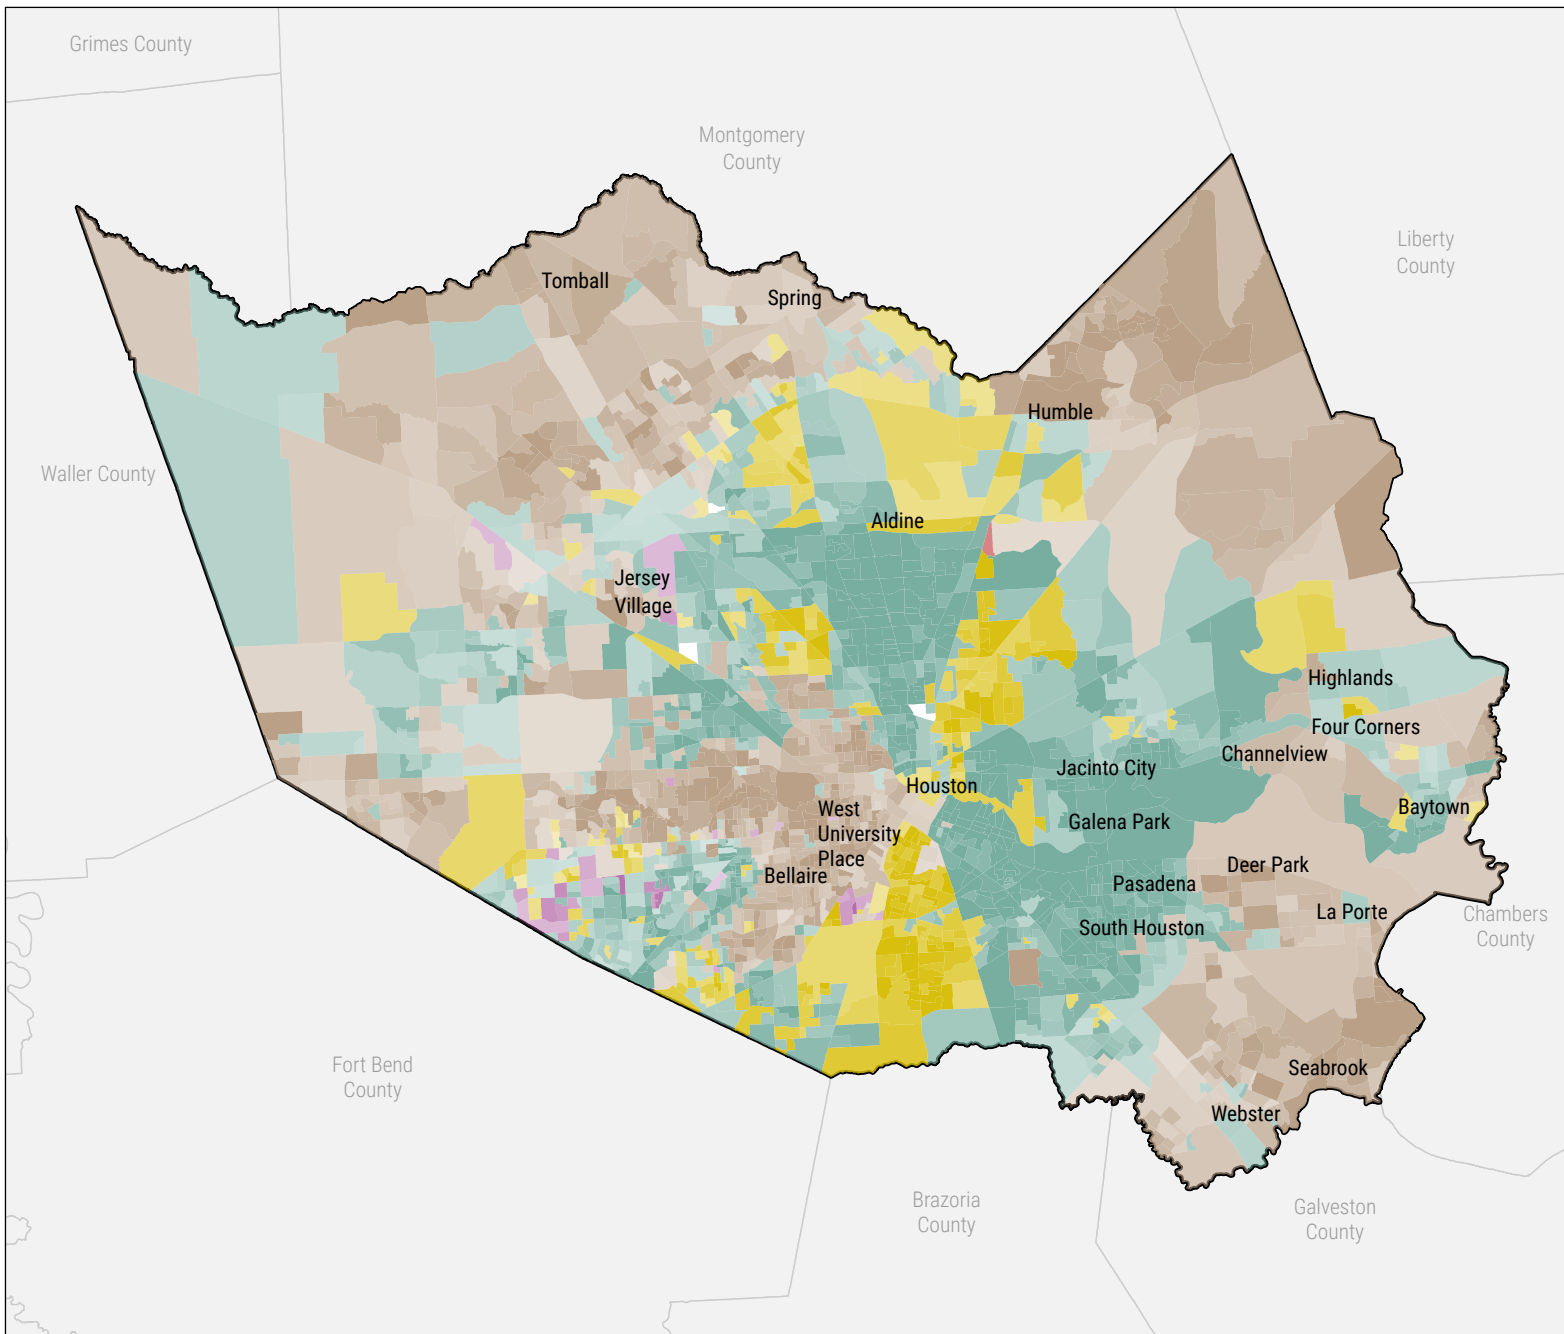 Grimes County
Montgomery
County
Liberty
County
Tomball
Spring
Humble
Waller County
Aldine
Jersey
Village
Highlands
Four Corners
Channelview
Jacinto City
Houston
Baytown
West
University
Place
Galena Park
Deer Park
Bellaire
Pasadena
La Porte
Chambers
County
South Houston
Fort Bend
County
Seabrook
Webster
Brazoria
County
Galveston
County